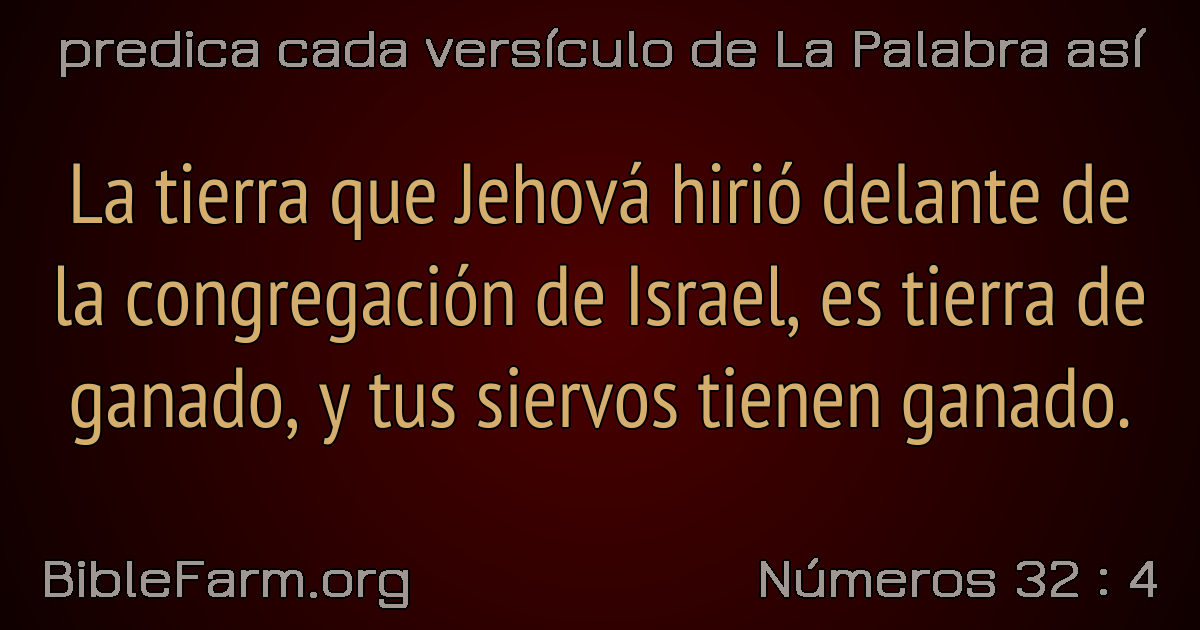 predica cada versículo de La Palabra así
La tierra que Jehová hirió delante de
la congregación de Israel, es tierra de
ganado, y tus siervos tienen ganado.
BibleFarm.org
Números 32 : 4